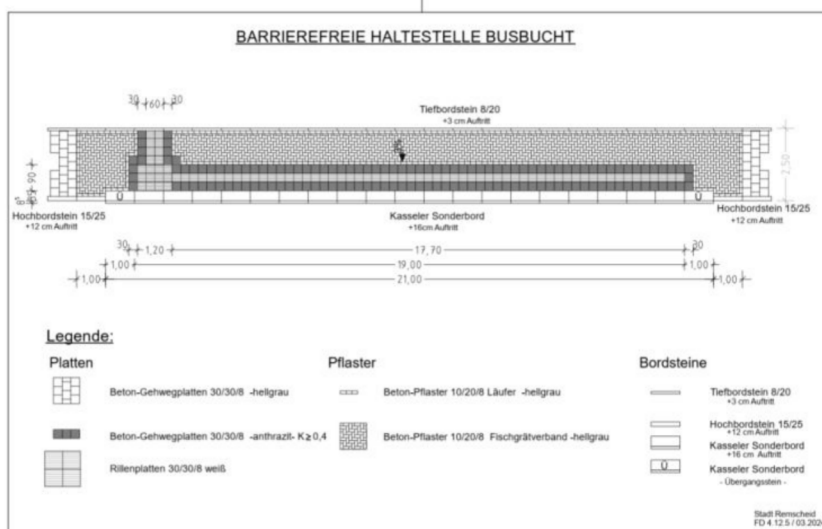 BARRIEREFREIE HALTESTELLE BUSBUCHT
30 60 30
Tiefbordstein 8/20
+3 cm Auftritt
2%
90
2,50
Ü
Ü
Hochbordstein 15/25
+12 cm Auftritt
Kasseler Sonderbord
+16cm Auftritt
Hochbordstein 15/25
+12 cm Auftritt
30 1,20 17,70 30
1,00 19,00 1,00
1,00 21,00 1,00
Legende:
Platten
Pflaster
Bordsteine
Beton-Gehwegplatten 30/30/8 -hellgrau
Beton-Pflaster 10/20/8 Läufer -hellgrau
Tiefbordstein 8/20
+3 cm Auftritt
Beton-Gehwegplatten 30/30/8 -anthrazit- K≥0,4
Beton-Pflaster 10/20/8 Fischgrätverband -hellgrau
Hochbordstein 15/25
+12 cm Auftritt
Kasseler Sonderbord
+16 cm Auftritt
Rillenplatten 30/30/8 weiß
Ü
Kasseler Sonderbord
- Übergangsstein -
Stadt Remscheid